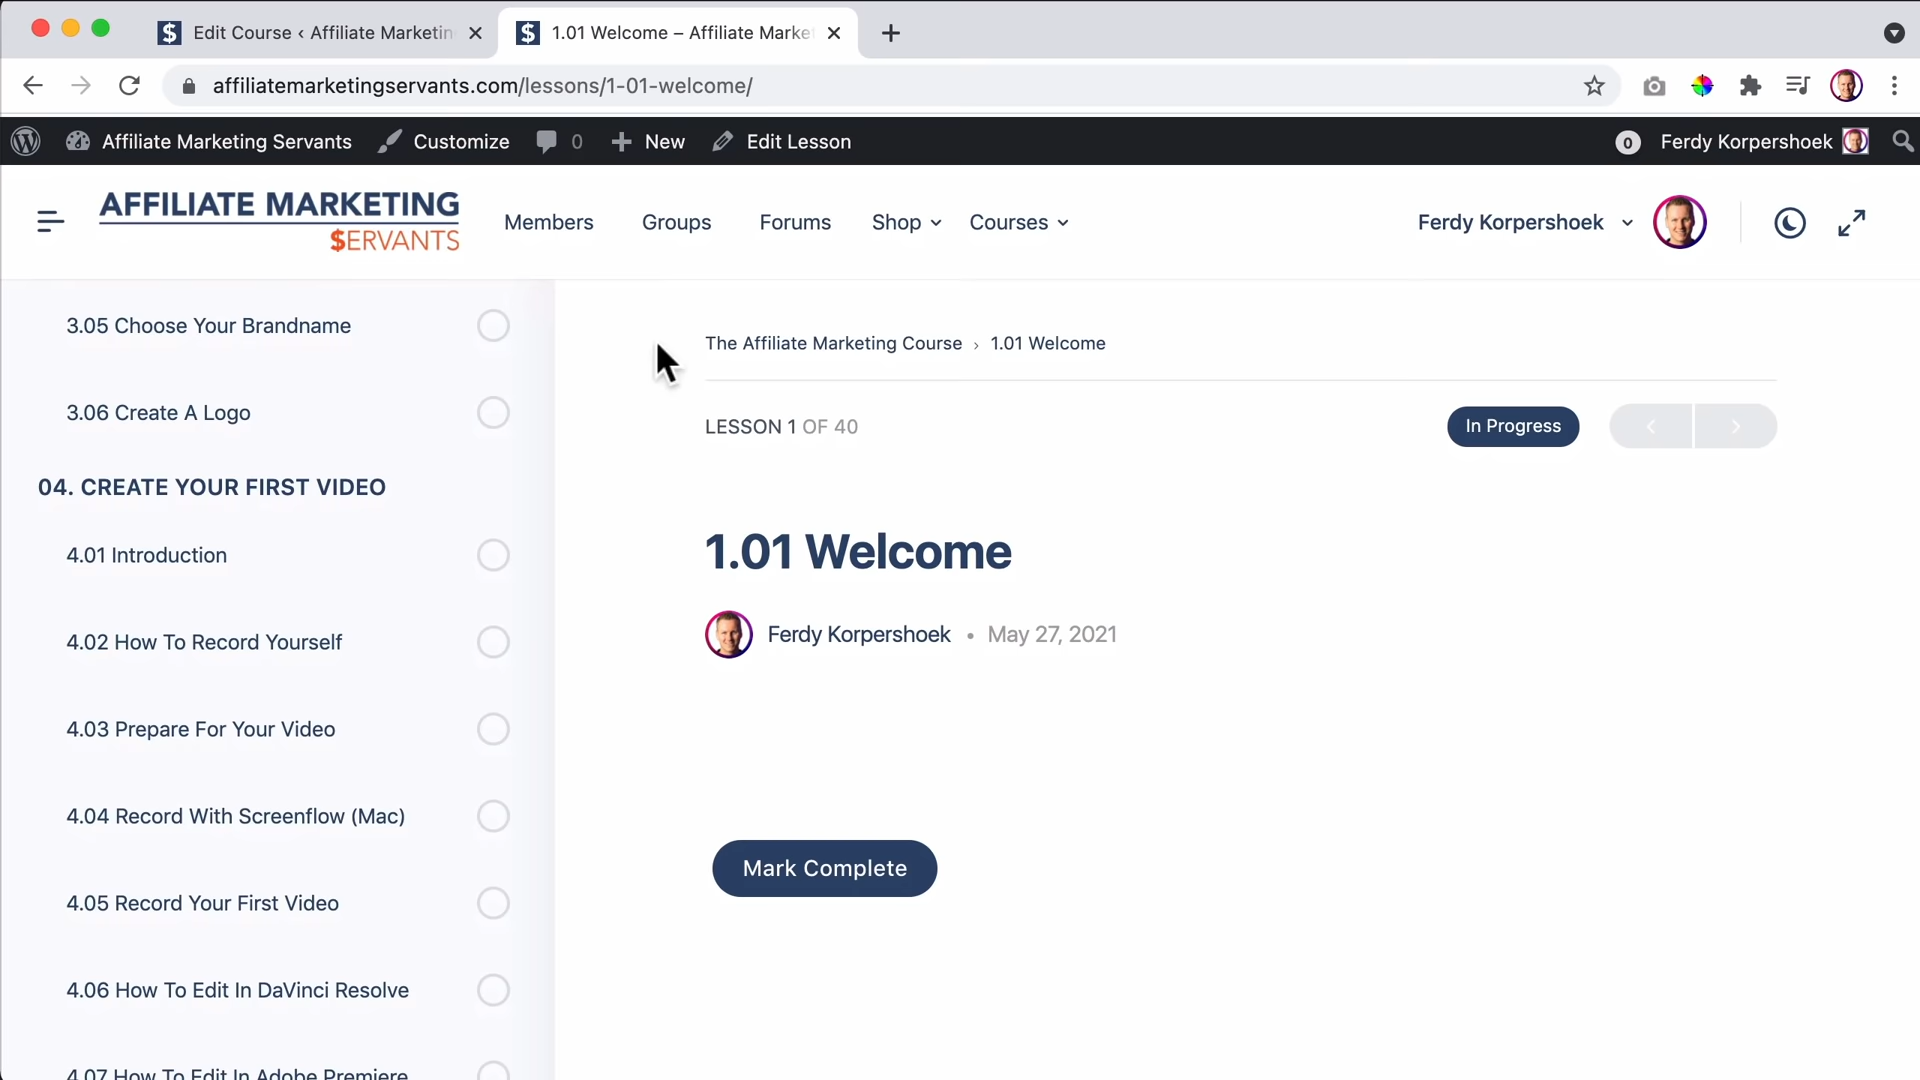 Edit Course ‹ Affiliate Marketin
1.01 Welcome – Affiliate Marke
affiliatemarketingservants.com/lessons/1-01-welcome/
Affiliate Marketing Servants
Customize
0
New
Edit Lesson
0
Ferdy Korpershoek
AFFILIATE MARKETING
$ERVANTS
Members
Groups
Forums
Shop
Courses
Ferdy Korpershoek
3.05 Choose Your Brandname
3.06 Create A Logo
04. CREATE YOUR FIRST VIDEO
4.01 Introduction
4.02 How To Record Yourself
4.03 Prepare For Your Video
4.04 Record With Screenflow (Mac)
4.05 Record Your First Video
4.06 How To Edit In DaVinci Resolve
4.07 How To Edit In Adobe Premiere
The Affiliate Marketing Course › 1.01 Welcome
LESSON 1 OF 40
In Progress
1.01 Welcome
Ferdy Korpershoek • May 27, 2021
Mark Complete